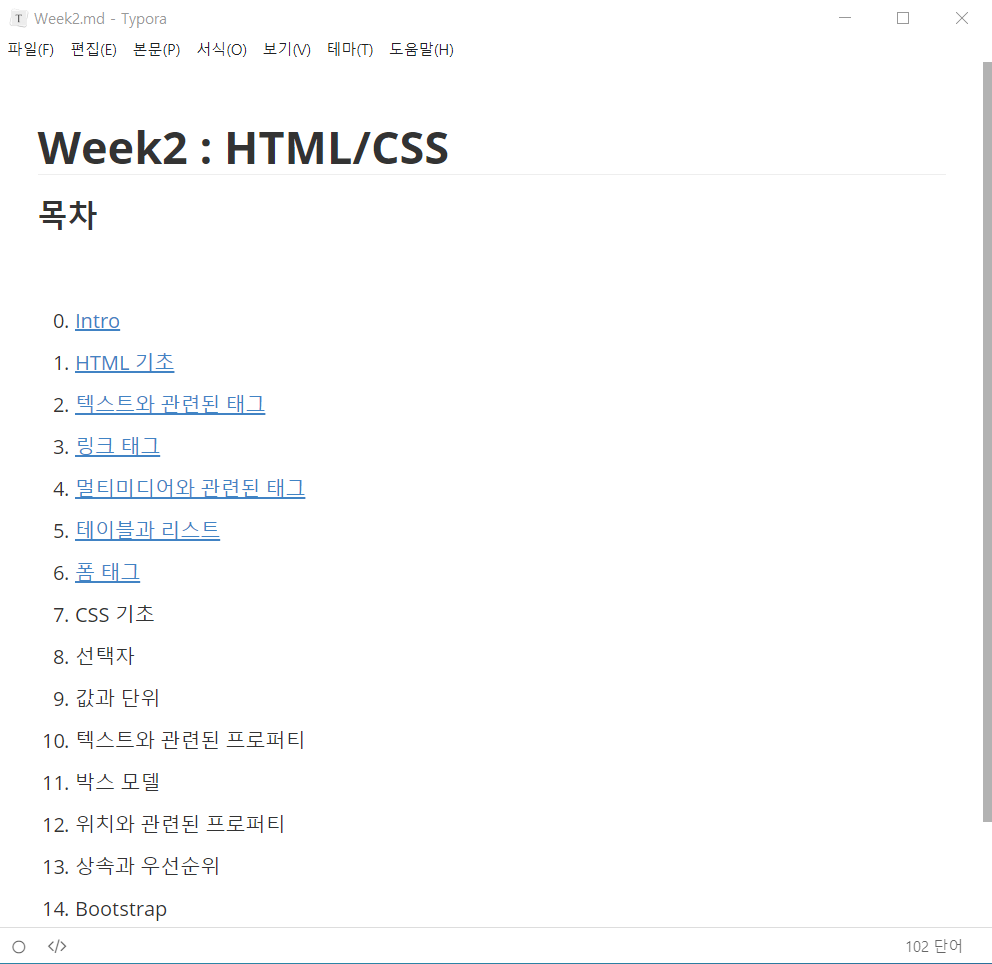 T Week2.md - Typora
파일(F) 편집(E) 본문(P) 서식(O) 보기(V) 테마(T) 도움말(H)
Week2 : HTML/CSS
목차
0. Intro
1. HTML 기초
2. 텍스트와 관련된 태그
3. 링크 태그
4. 멀티미디어와 관련된 태그
5. 테이블과 리스트
6. 폼 태그
7. CSS 기초
8. 선택자
9. 값과 단위
10. 텍스트와 관련된 프로퍼티
11. 박스 모델
12. 위치와 관련된 프로퍼티
13. 상속과 우선순위
14. Bootstrap
</> 102 단어